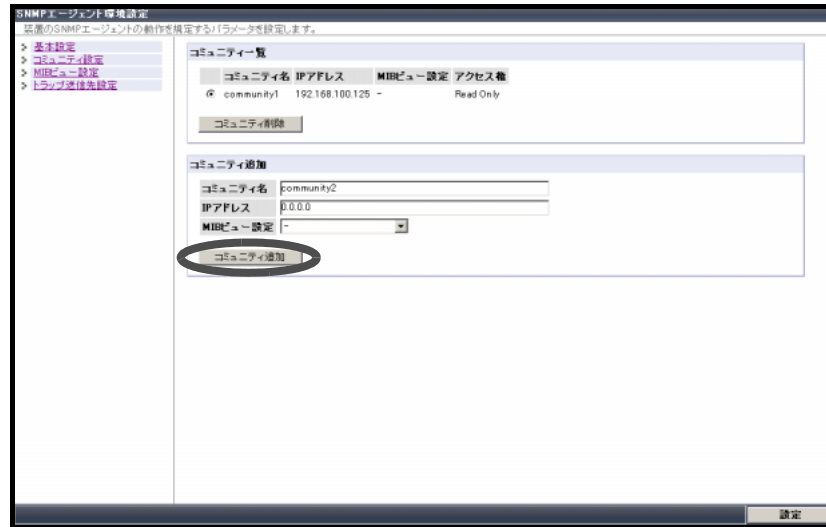 SNMPエージェント環境設定
装置のSNMPエージェントの動作を規定するパラメータを設定します。
> 基本設定
> コミュニティ設定
> MIBビュー設定
> トラップ送信先設定
コミュニティ一覧
コミュニティ名 IPアドレス MIBビュー設定 アクセス権
community1 192.168.100.125 - Read Only
コミュニティ削除
コミュニティ追加
コミュニティ名 community2
IPアドレス 0.0.0.0
MIBビュー設定 -
コミュニティ追加
設定